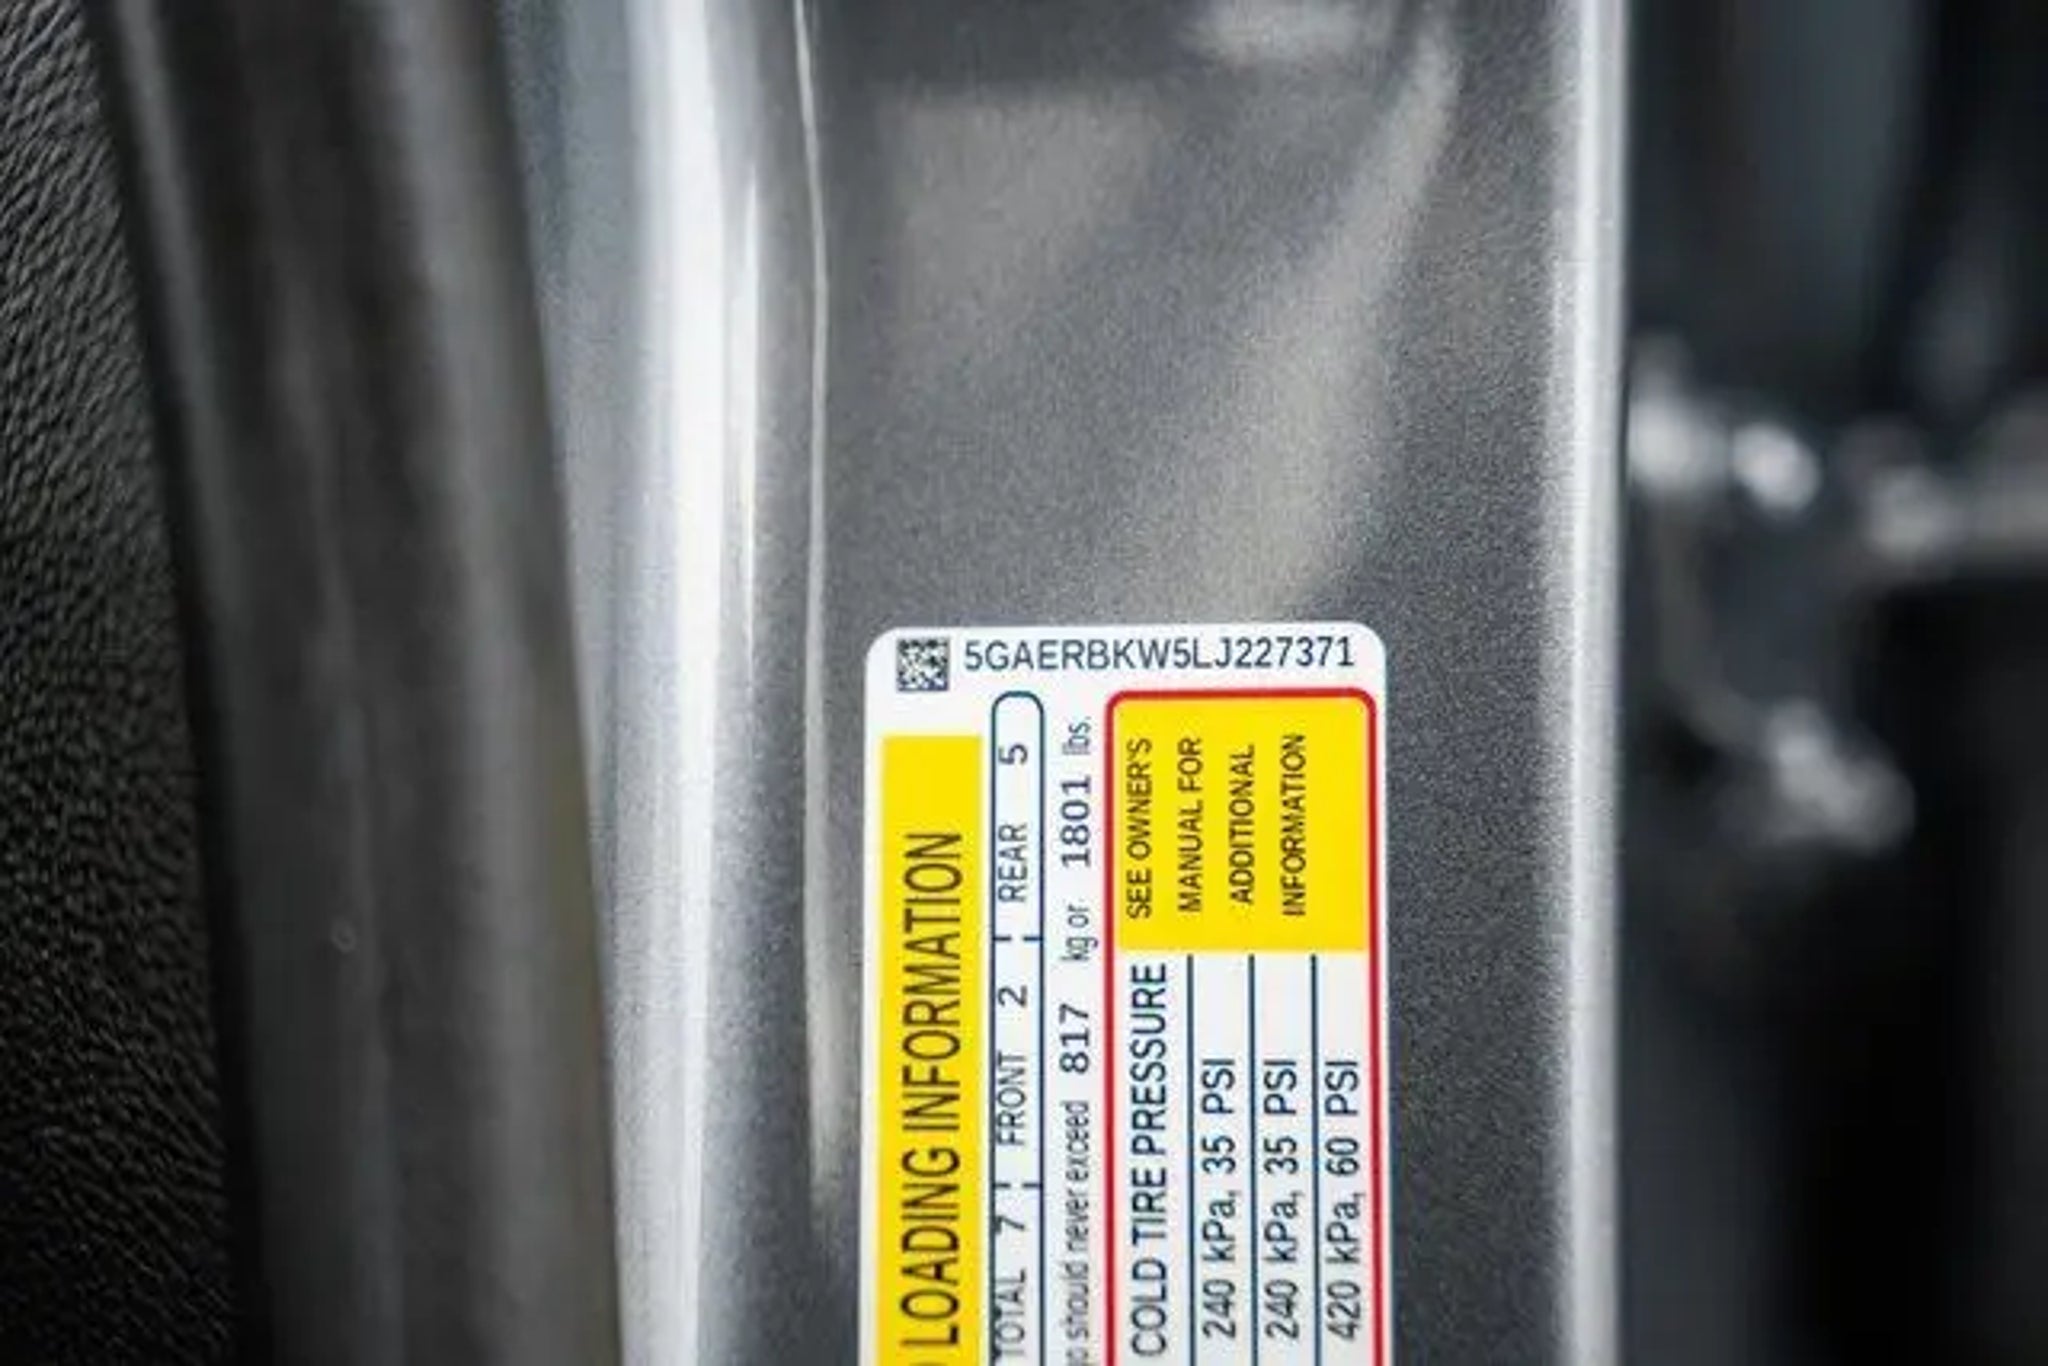 5GAERBKW5LJ227371
LOADING INFORMATION
TOTAL 7 FRONT 2 REAR 5
should never exceed 817 kg or 1801 lbs.
COLD TIRE PRESSURE
240 kPa, 35 PSI
240 kPa, 35 PSI
420 kPa, 60 PSI
SEE OWNER'S
MANUAL FOR
ADDITIONAL
INFORMATION